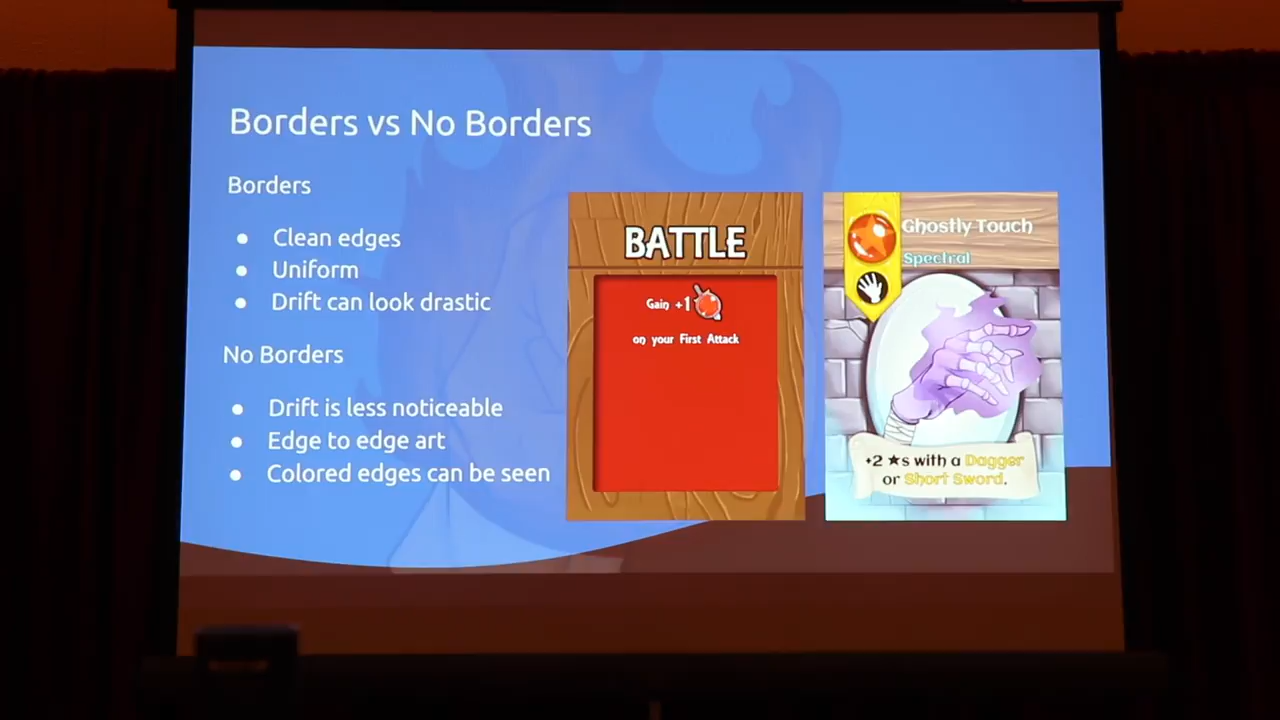 Borders vs No Borders
Borders
● Clean edges
● Uniform
● Drift can look drastic
No Borders
● Drift is less noticeable
● Edge to edge art
● Colored edges can be seen
BATTLE
Gain +1
on your First Attack
Ghostly Touch
Spectral
+2 ★s with a Dagger
or Short Sword.